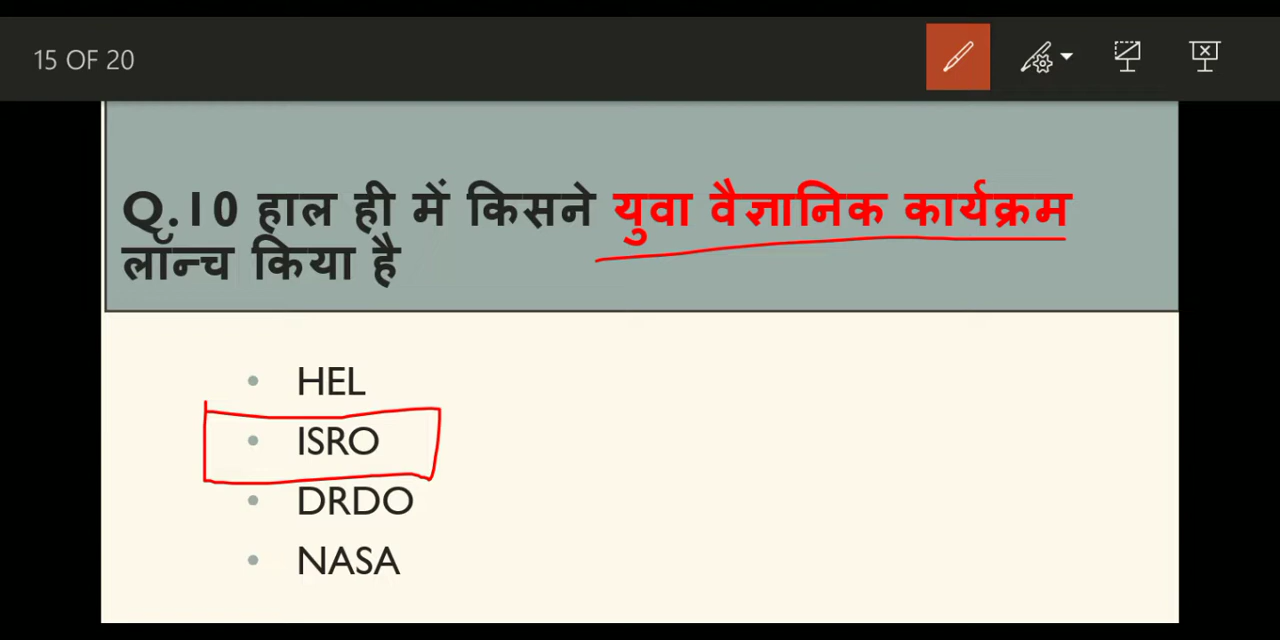 15 OF 20
Q.10 हाल ही में किसने युवा वैज्ञानिक कार्यक्रम
लॉन्च किया है
• HEL
• ISRO
• DRDO
• NASA